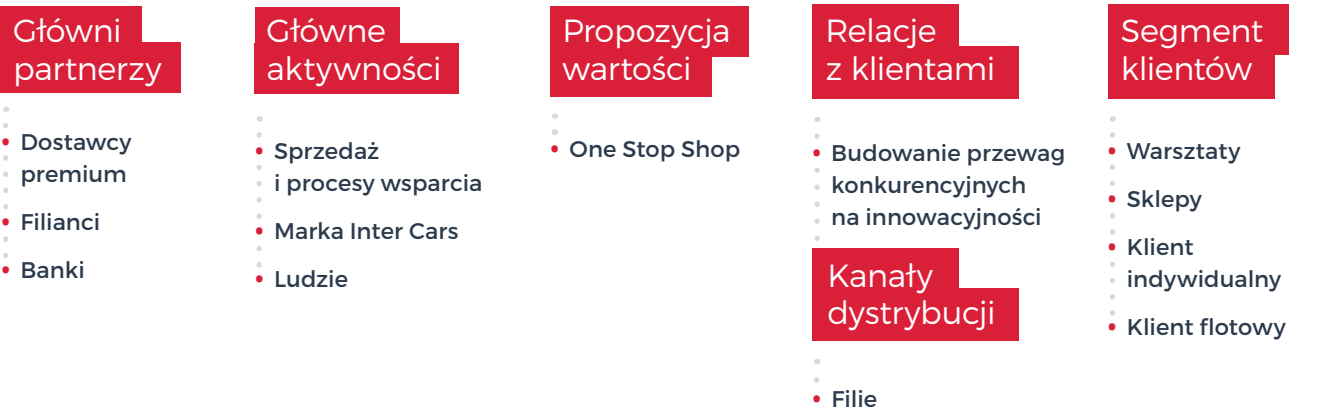 Główni
partnerzy
Dostawcy
premium
Filianci
Banki
Główne
aktywności
Sprzedaż
i procesy wsparcia
Marka Inter Cars
Ludzie
Propozycja
wartości
One Stop Shop
Relacje
z klientami
Budowanie przewag
konkurencyjnych
na innowacyjności
Kanały
dystrybucji
Filie
Segment
klientów
Warsztaty
Sklepy
Klient
indywidualny
Klient flotowy